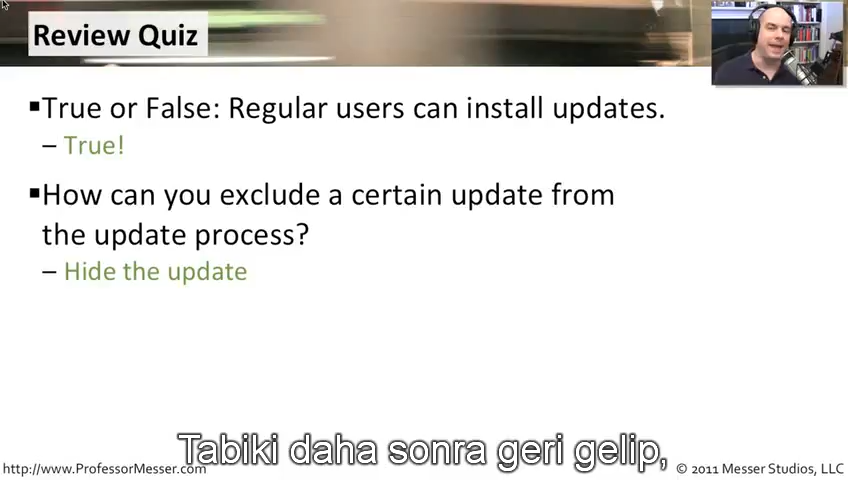 Review Quiz
▪True or False: Regular users can install updates.
– True!
▪How can you exclude a certain update from
the update process?
– Hide the update
Tabiki daha sonra geri gelip,
http://www.ProfessorMesser.com
© 2011 Messer Studios, LLC